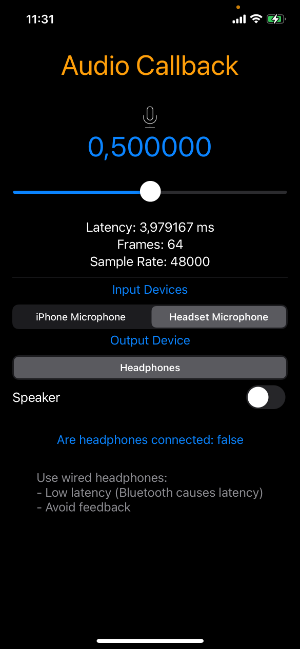 11:31
Audio Callback
0,500000
Latency: 3,979167 ms
Frames: 64
Sample Rate: 48000
Input Devices
iPhone Microphone Headset Microphone
Output Device
Headphones
Speaker
Are headphones connected: false
Use wired headphones:
- Low latency (Bluetooth causes latency)
- Avoid feedback